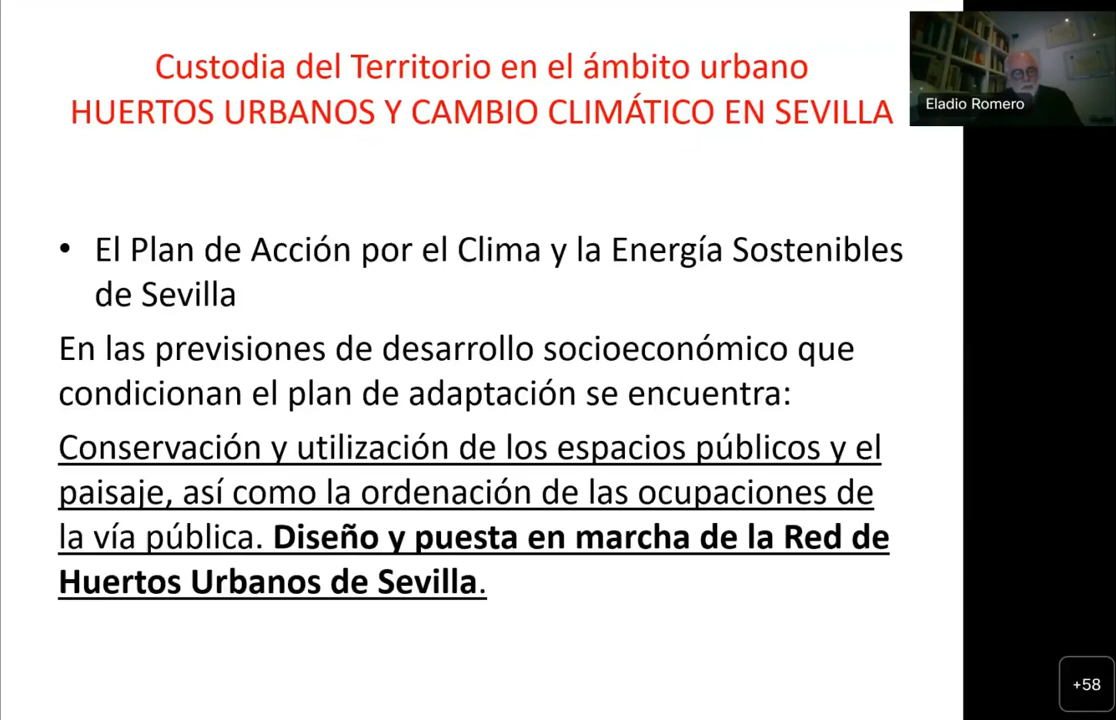 Custodia del Territorio en el ámbito urbano
HUERTOS URBANOS Y CAMBIO CLIMÁTICO EN SEVILLA
Eladio Romero
• El Plan de Acción por el Clima y la Energía Sostenibles
de Sevilla
En las previsiones de desarrollo socioeconómico que
condicionan el plan de adaptación se encuentra:
Conservación y utilización de los espacios públicos y el
paisaje, así como la ordenación de las ocupaciones de
la vía pública. Diseño y puesta en marcha de la Red de
Huertos Urbanos de Sevilla.
+58